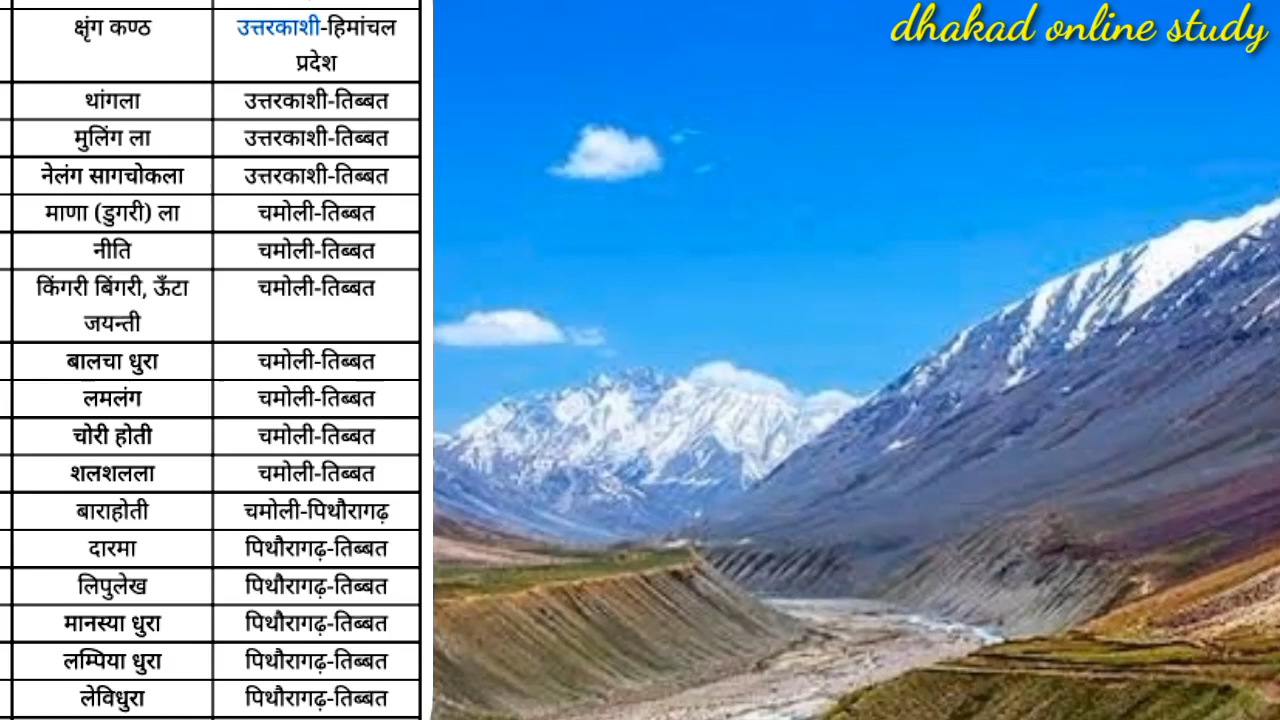 dhakad online study
क्षृंग कण्ठ उत्तरकाशी-हिमांचल
प्रदेश
थांगला उत्तरकाशी-तिब्बत
मुलिंग ला उत्तरकाशी-तिब्बत
नेलंग सागचोकला उत्तरकाशी-तिब्बत
माणा (डुगरी) ला चमोली-तिब्बत
नीति चमोली-तिब्बत
किंगरी बिंगरी, ऊँटा चमोली-तिब्बत
जयन्ती
बालचा धुरा चमोली-तिब्बत
लमलंग चमोली-तिब्बत
चोरी होती चमोली-तिब्बत
शलशलला चमोली-तिब्बत
बाराहोती चमोली-पिथौरागढ़
दारमा पिथौरागढ़-तिब्बत
लिपुलेख पिथौरागढ़-तिब्बत
मानस्या धुरा पिथौरागढ़-तिब्बत
लम्पिया धुरा पिथौरागढ़-तिब्बत
लेविधुरा पिथौरागढ़-तिब्बत